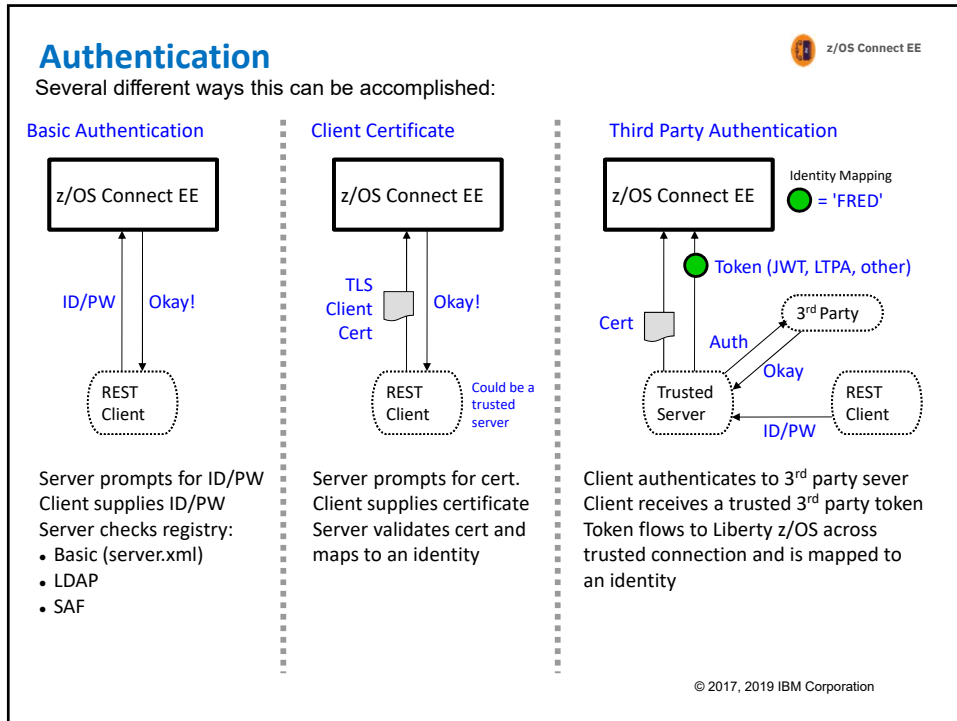 Authentication
z/OS Connect EE
Several different ways this can be accomplished:
Basic Authentication
z/OS Connect EE
ID/PW
Okay!
REST
Client
Server prompts for ID/PW
Client supplies ID/PW
Server checks registry:
• Basic (server.xml)
• LDAP
• SAF
Client Certificate
z/OS Connect EE
TLS
Client
Cert
Okay!
REST
Client
Could be a
trusted
server
Server prompts for cert.
Client supplies certificate
Server validates cert and
maps to an identity
Third Party Authentication
z/OS Connect EE
Identity Mapping
= 'FRED'
Token (JWT, LTPA, other)
Cert
3rd Party
Auth
Okay
Trusted
Server
REST
Client
ID/PW
Client authenticates to 3rd party sever
Client receives a trusted 3rd party token
Token flows to Liberty z/OS across
trusted connection and is mapped to
an identity
© 2017, 2019 IBM Corporation